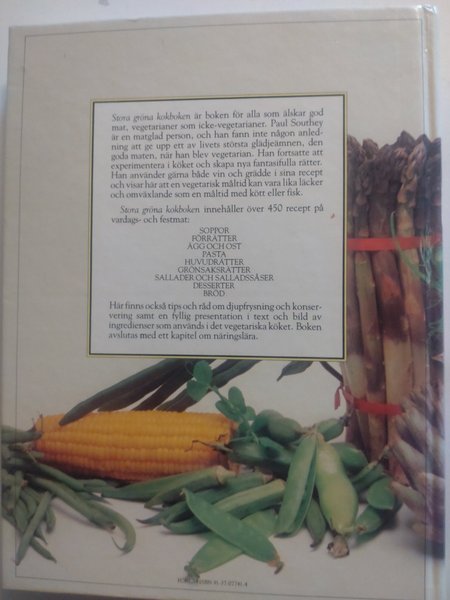 Stora gröna kokboken är boken för alla som älskar god
mat, vegetarianer som icke-vegetarianer. Paul Southey
är en matglad person, och han fann inte någon anled-
ning att ge upp ett av livets största glädjeämnen, den
goda maten, när han blev vegetarian. Han fortsatte att
experimentera i köket och skapa nya fantasifulla rätter.
Han använder gärna både vin och grädde i sina recept
och visar här att en vegetarisk måltid kan vara lika läcker
och omväxlande som en måltid med kött eller fisk.
Stora gröna kokboken innehåller över 450 recept på
vardags- och festmat:
SOPPOR
FÖRRÄTTER
ÄGG OCH OST
PASTA
HUVUDRÄTTER
GRÖNSAKSRÄTTER
SALLADER OCH SALLADSSÅSER
DESSERTER
BRÖD
Här finns också tips och råd om djupfrysning och konser-
vering samt en fyllig presentation i text och bild av
ingredienser som används i det vegetariska köket. Boken
avslutas med ett kapitel om näringslära.
ISBN 91-37-07741-4